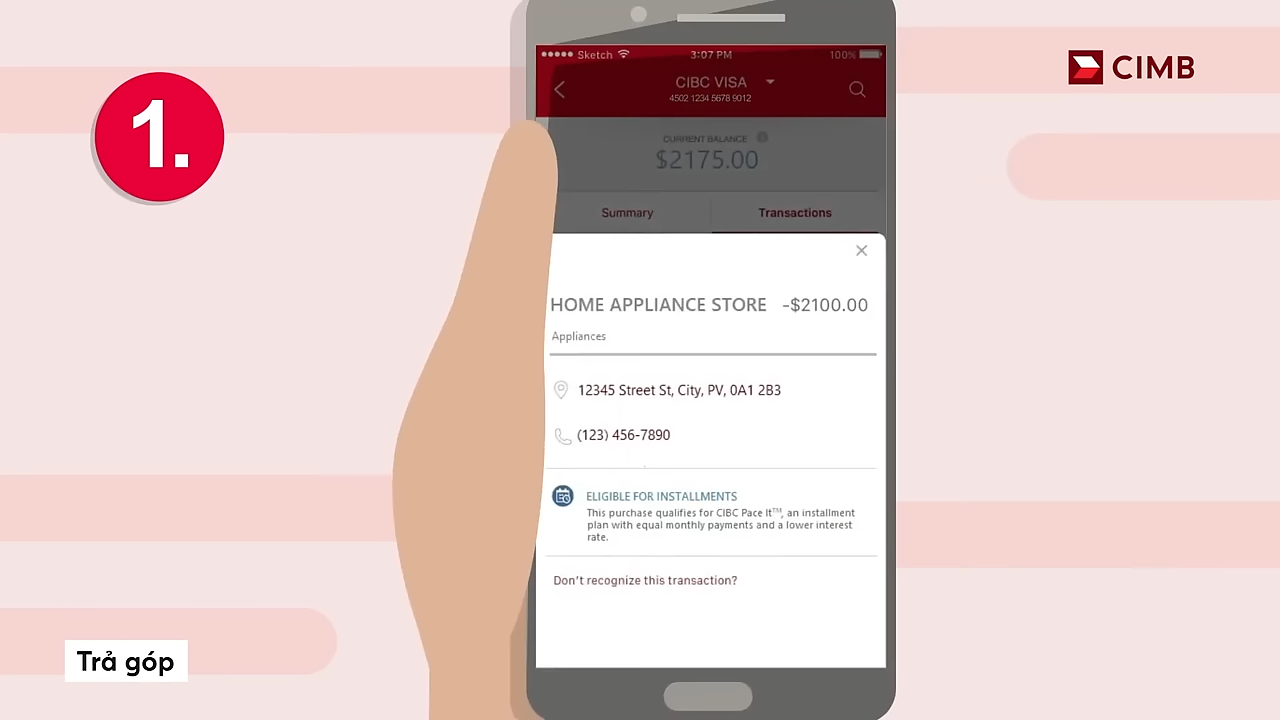 CIMB
1.
Sketch 3:07 PM 100%
CIBC VISA
4502 1234 5678 9012
CURRENT BALANCE
$2175.00
Summary Transactions
HOME APPLIANCE STORE -$2100.00
Appliances
12345 Street St, City, PV, 0A1 2B3
(123) 456-7890
ELIGIBLE FOR INSTALLMENTS
This purchase qualifies for CIBC Pace It™, an installment
plan with equal monthly payments and a lower interest
rate.
Don't recognize this transaction?
Trả góp